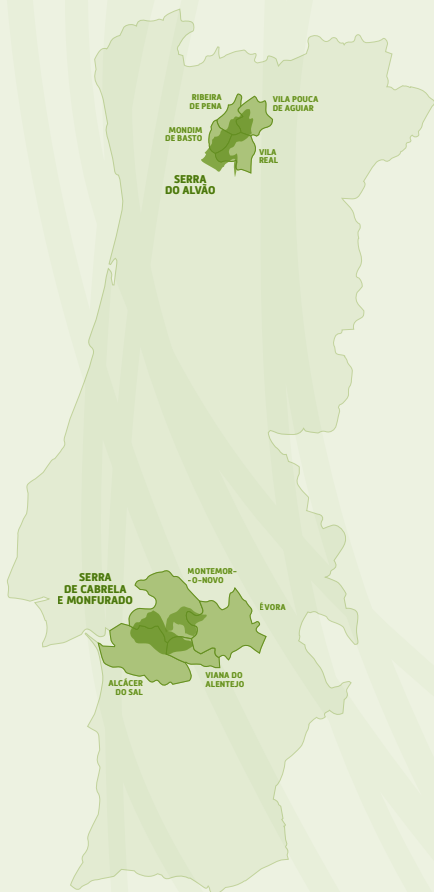 RIBEIRA
DE PENA
VILA POUCA
DE AGUIAR
MONDIM
DE BASTO
VILA
REAL
SERRA
DO ALVÃO
SERRA
DE CABRELA
E MONFURADO
MONTEMOR-
-O-NOVO
ÉVORA
ALCÁCER
DO SAL
VIANA DO
ALENTEJO